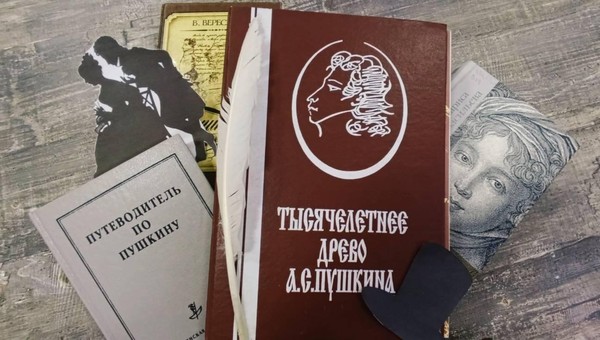 В. ВЕРЕС
ТЫСЯЧЕЛЕТНЕЕ
ДРЕВО
А.С.ПУШКИНА
ПУТЕВОДИТЕЛЬ
ПО
ПУШКИНУ